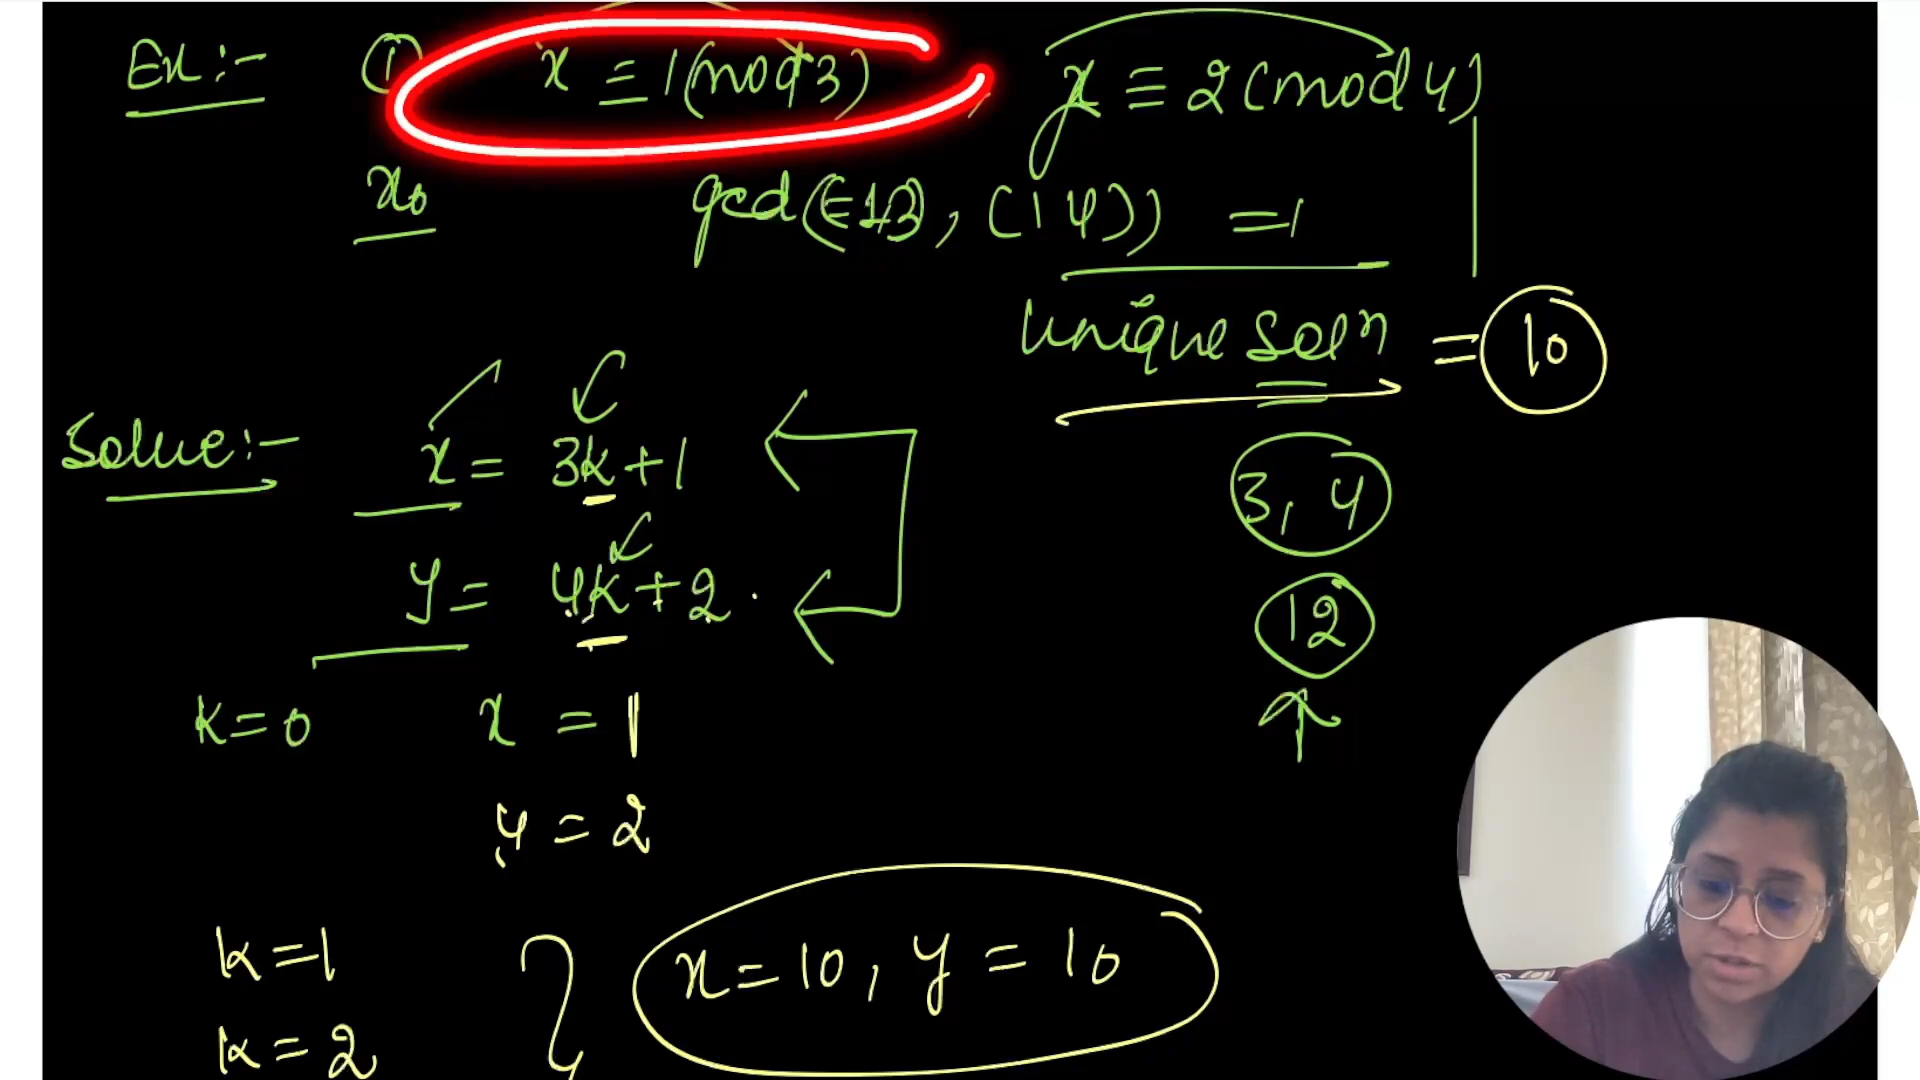 Ex :- ① x ≡ 1 (mod 3) , y ≡ 2 (mod 4)
x₀ gcd( 3), (1 4)) = 1
unique soln = 10
Solve :- x = 3k + 1
3, 4
y = 4k + 2 .
12
k = 0 x = 1
y = 2
k = 1 x = 10, y = 10
k = 2